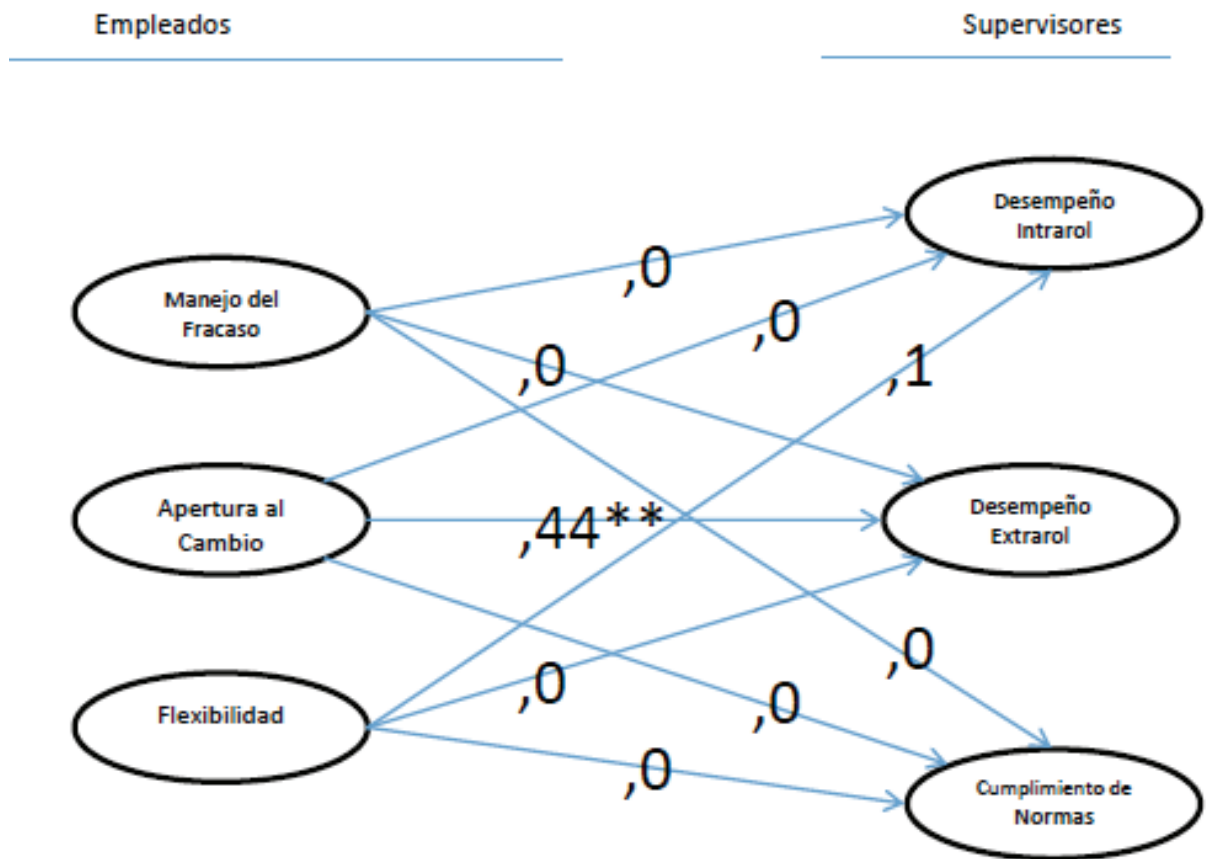 Empleados
Supervisores
Desempeño
Intrarol
,0
Manejo del
Fracaso
,0
,0
,1
Apertura al
Cambio
,44**
Desempeño
Extrarol
,0
,0
Flexibilidad
,0
,0
Cumplimiento de
Normas